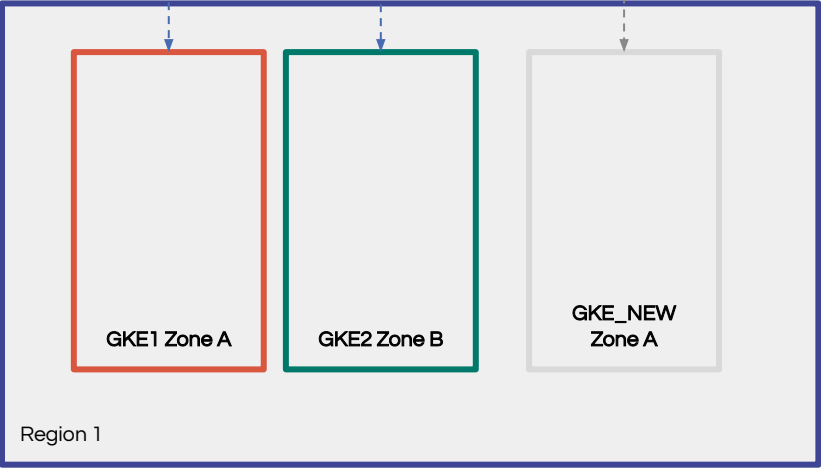 GKE1 Zone A
GKE2 Zone B
GKE_NEW
Zone A
Region 1